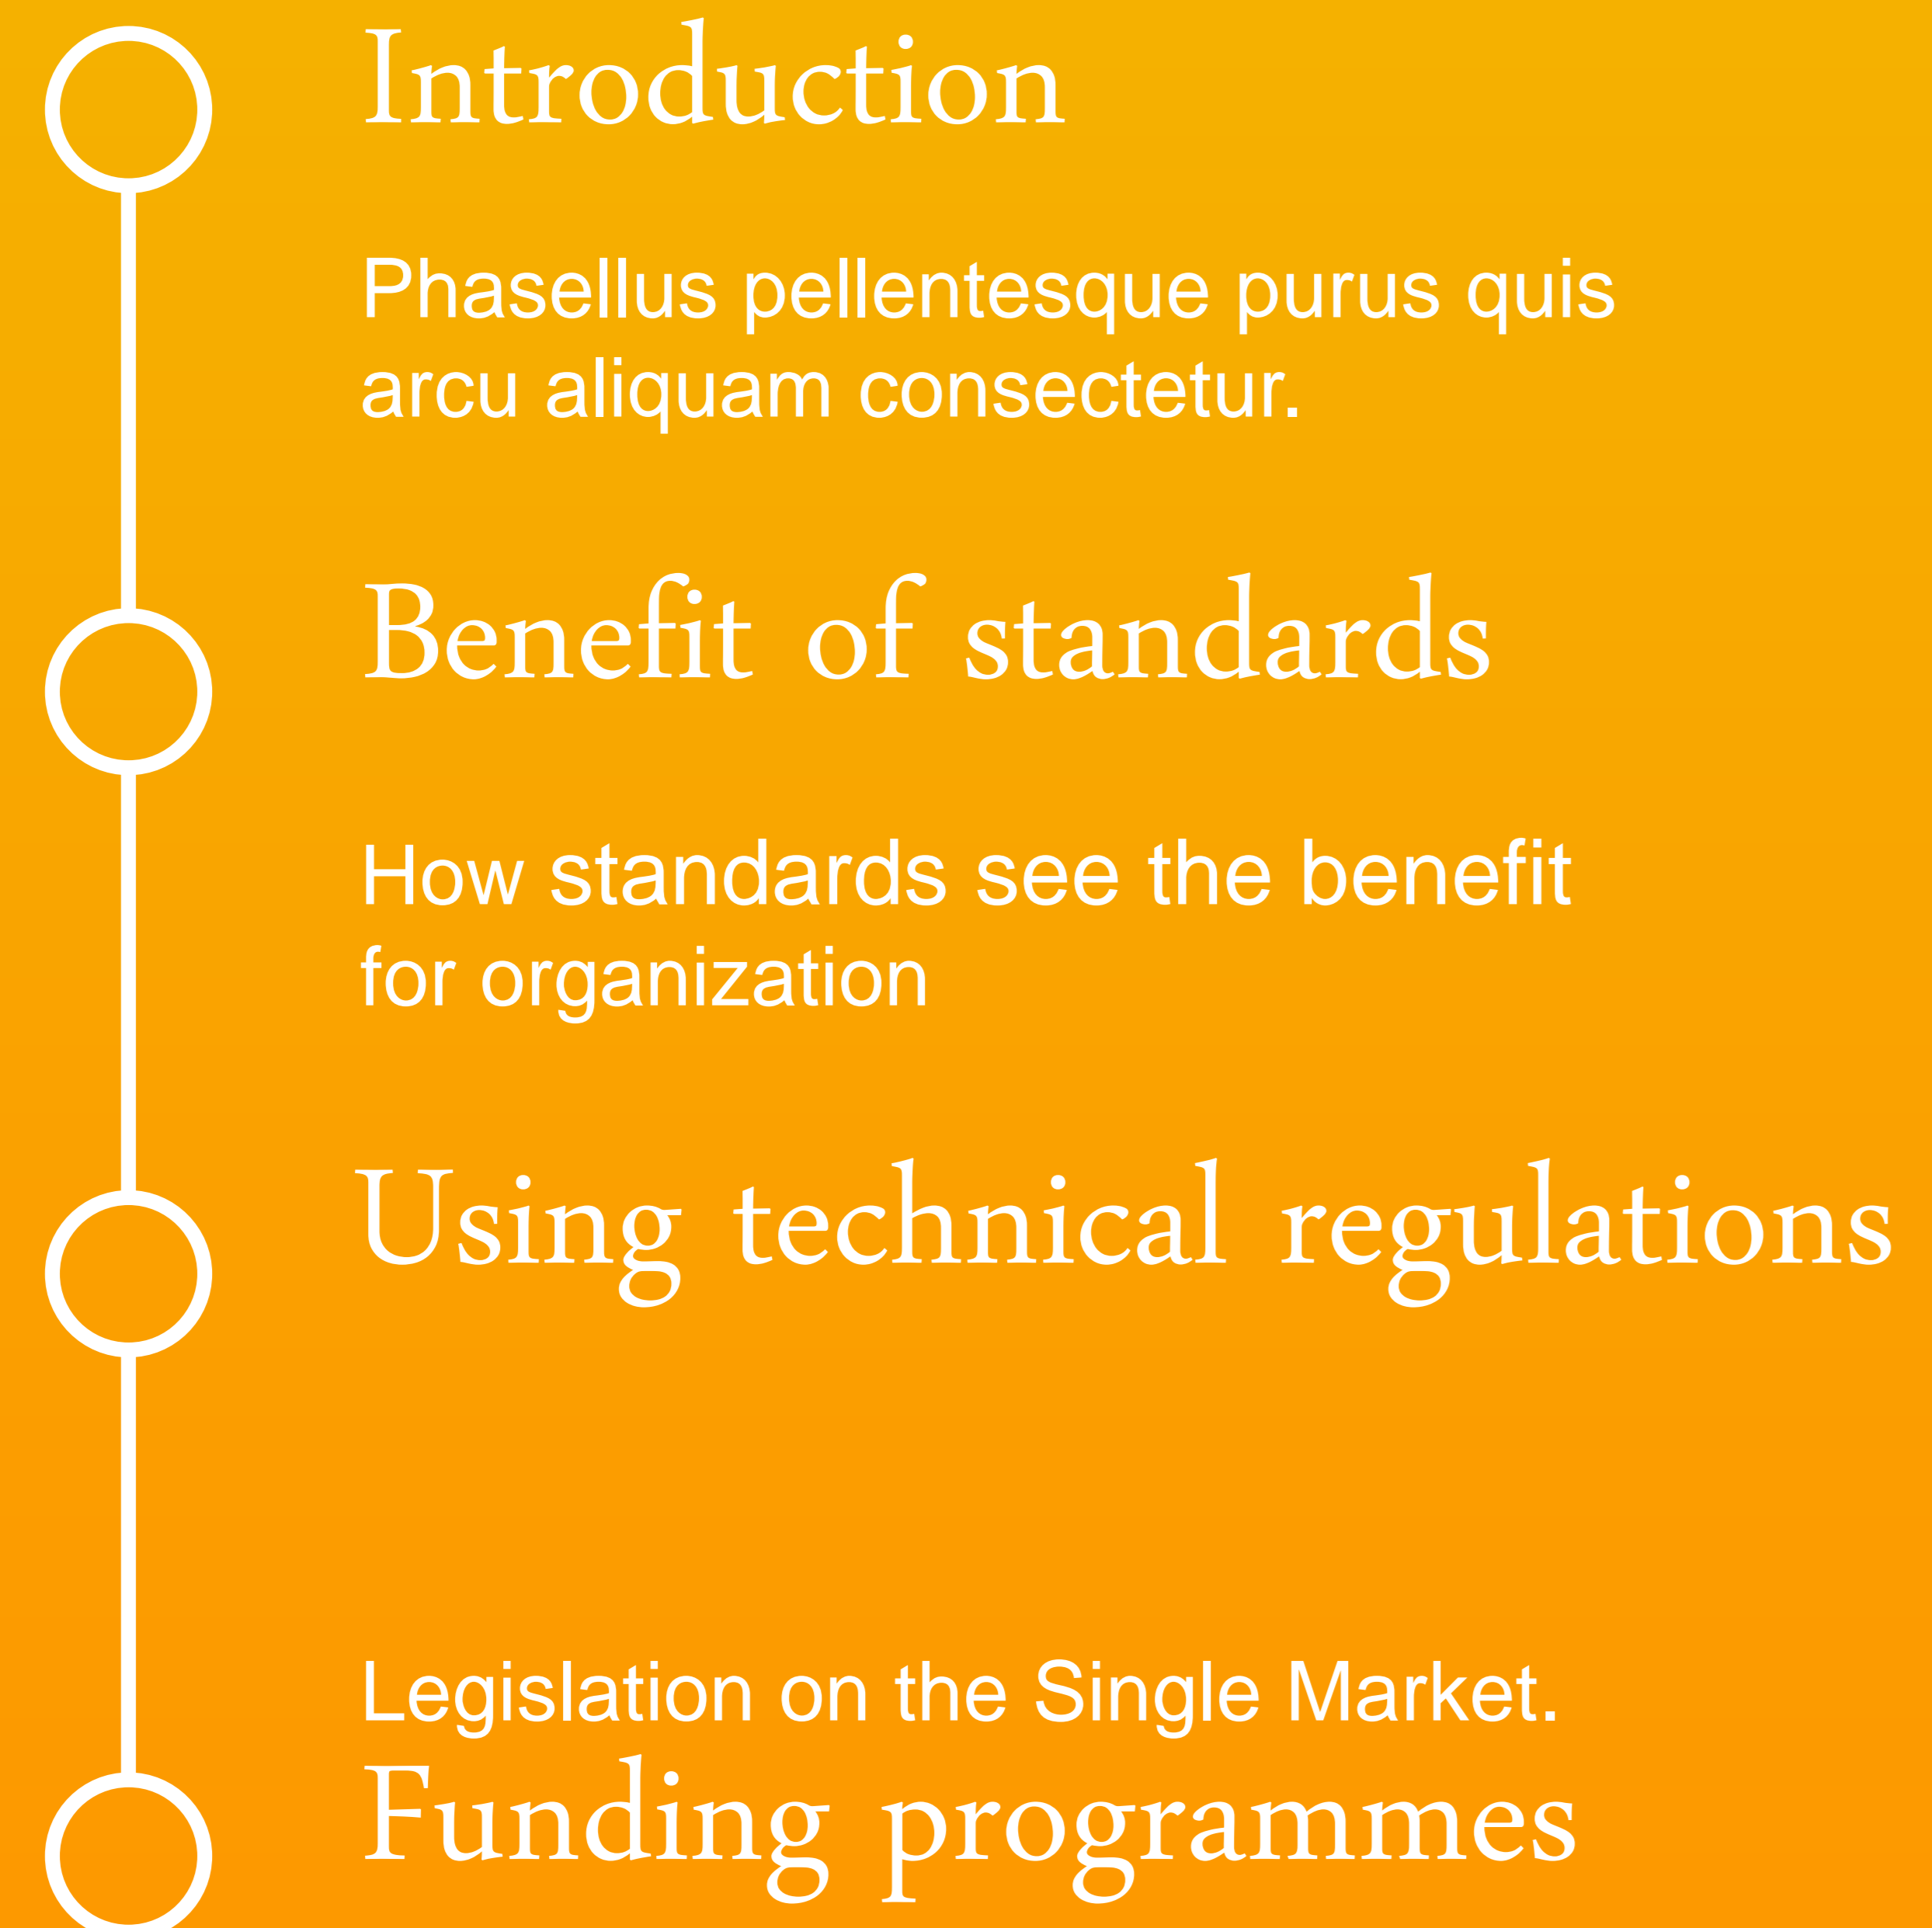 Introduction
Phasellus pellentesque purus quis
arcu aliquam consectetur.
Benefit of standards
How standards see the benefit
for organization
Using technical regulations
Legislation on the Single Market.
Funding programmes